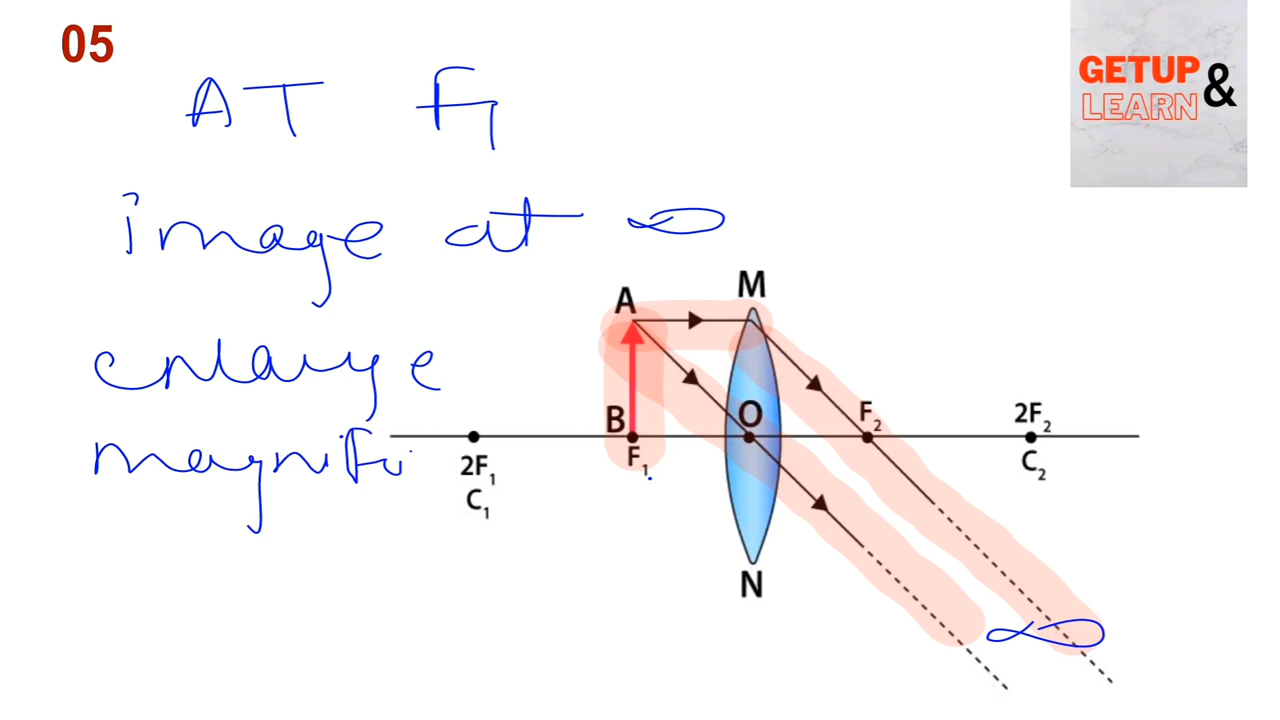 05
GETUP
&
LEARN
AT F1
image at ∞
enlarge
magnifi
A
M
B
O
F2
2F2
2F1
F1
C2
C1
N
∞